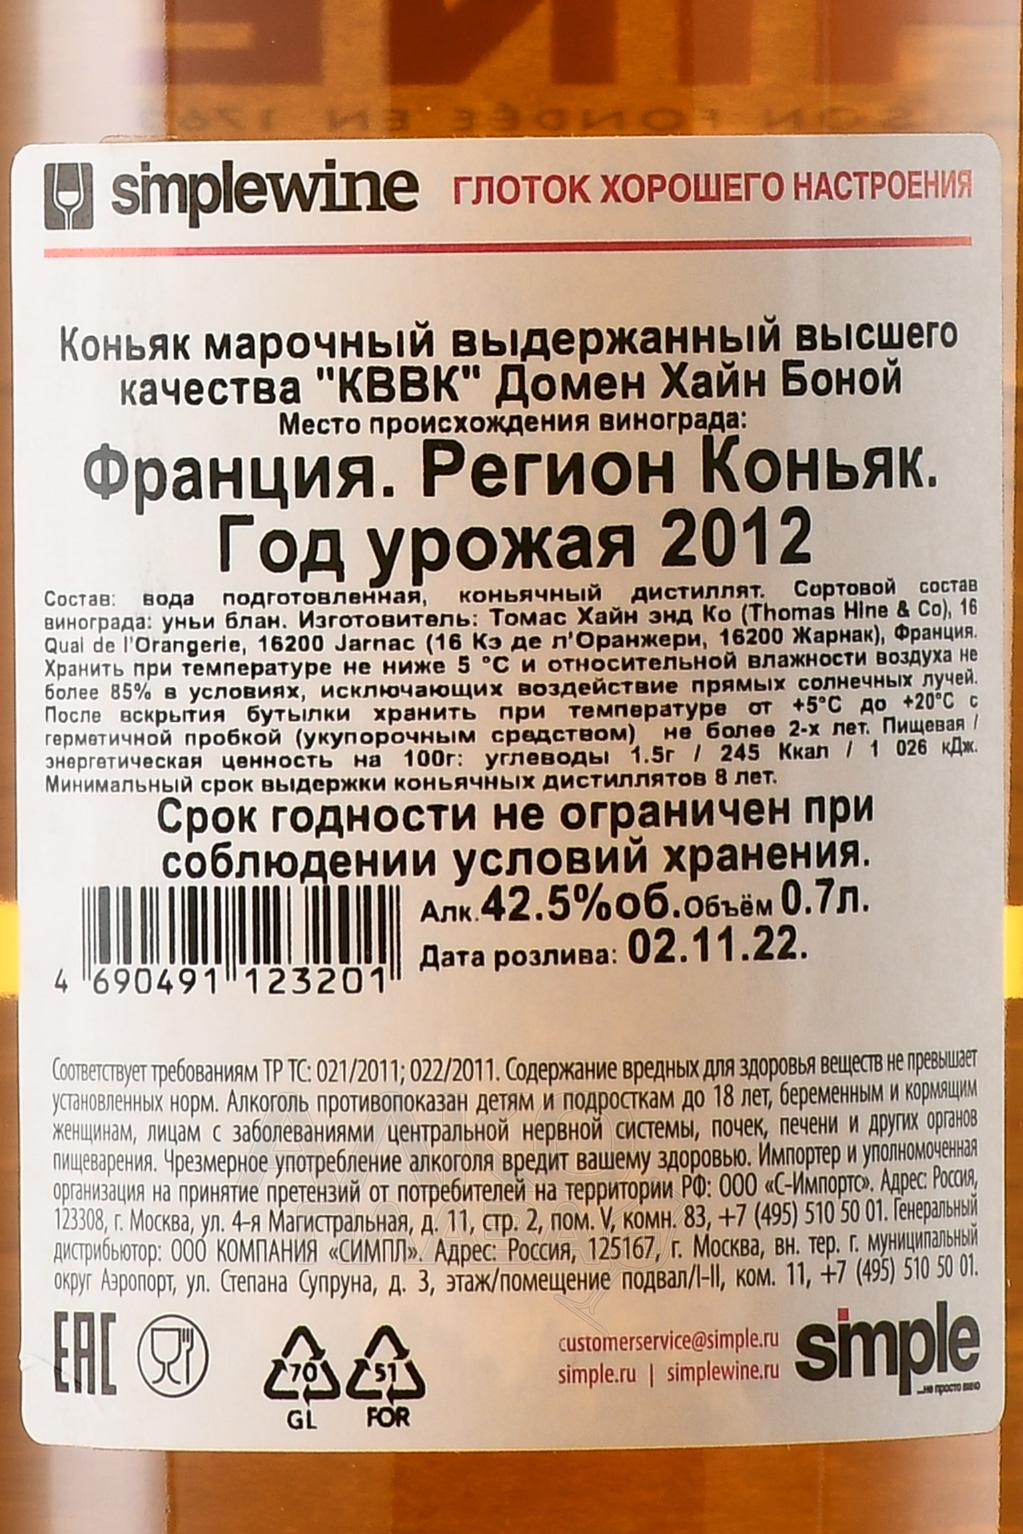 simplewine ГЛОТОК ХОРОШЕГО НАСТРОЕНИЯ
Коньяк марочный выдержанный высшего
качества "КВВК" Домен Хайн Боной
Место происхождения винограда:
Франция. Регион Коньяк.
Год урожая 2012
Состав: вода подготовленная, коньячный дистиллят. Сортовой состав
винограда: уньи блан. Изготовитель: Томас Хайн энд Ко (Thomas Hine & Co), 16
Quai de l'Orangerie, 16200 Jarnac (16 Кэ де л'Оранжери, 16200 Жарнак), Франция.
Хранить при температуре не ниже 5 °С и относительной влажности воздуха не
более 85% в условиях, исключающих воздействие прямых солнечных лучей.
После вскрытия бутылки хранить при температуре от +5°С до +20°С с
герметичной пробкой (укупорочным средством) не более 2-х лет. Пищевая /
энергетическая ценность на 100г: углеводы 1.5г / 245 Ккал / 1 026 кДж.
Минимальный срок выдержки коньячных дистиллятов 8 лет.
Срок годности не ограничен при
соблюдении условий хранения.
Алк.42.5%об.Объём 0.7л.
Дата розлива: 02.11.22.
4 690491 123201
Соответствует требованиям ТР ТС: 021/2011; 022/2011. Содержание вредных для здоровья веществ не превышает
установленных норм. Алкоголь противопоказан детям и подросткам до 18 лет, беременным и кормящим
женщинам, лицам с заболеваниями центральной нервной системы, почек, печени и других органов
пищеварения. Чрезмерное употребление алкоголя вредит вашему здоровью. Импортер и уполномоченная
организация на принятие претензий от потребителей на территории РФ: ООО «С-Импортс». Адрес: Россия,
123308, г. Москва, ул. 4-я Магистральная, д. 11, стр. 2, пом. V, комн. 83, +7 (495) 510 50 01. Генеральный
дистрибьютор: ООО КОМПАНИЯ «СИМПЛ». Адрес: Россия, 125167, г. Москва, вн. тер. г. муниципальный
округ Аэропорт, ул. Степана Супруна, д. 3, этаж/помещение подвал/I-II, ком. 11, +7 (495) 510 50 01.
EAC
70
GL
51
FOR
customerservice@simple.ru
simple.ru | simplewine.ru
simple
...не просто вино